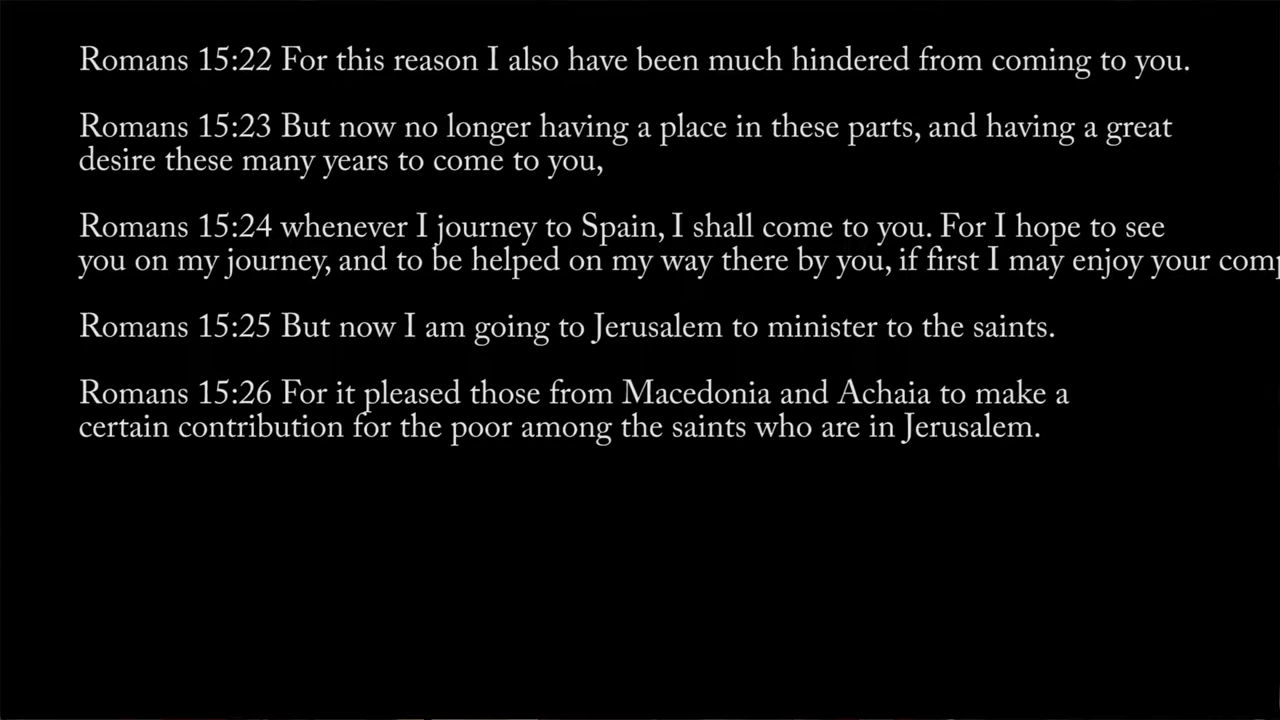 Romans 15:22 For this reason I also have been much hindered from coming to you.
Romans 15:23 But now no longer having a place in these parts, and having a great
desire these many years to come to you,
Romans 15:24 whenever I journey to Spain, I shall come to you. For I hope to see
you on my journey, and to be helped on my way there by you, if first I may enjoy your
Romans 15:25 But now I am going to Jerusalem to minister to the saints.
Romans 15:26 For it pleased those from Macedonia and Achaia to make a
certain contribution for the poor among the saints who are in Jerusalem.